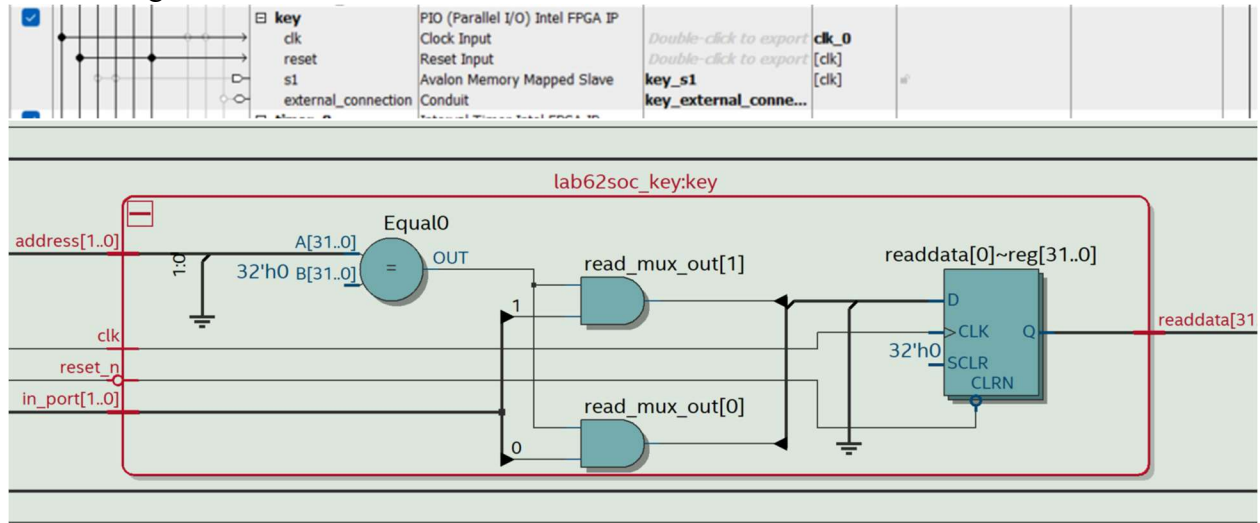 key PIO (Parallel I/O) Intel FPGA IP
clk Clock Input Double-click to export clk_0
reset Reset Input Double-click to export [clk]
s1 Avalon Memory Mapped Slave key_s1 [clk]
external_connection Conduit key_external_conne...
lab62soc_key:key
Equal0
address[1..0] A[31..0]
1:0 32'h0 B[31..0] = OUT read_mux_out[1] readdata[0]~reg[31..0]
1 D
clk >CLK Q readdata[31
32'h0 SCLR
reset_n CLRN
in_port[1..0] read_mux_out[0]
0